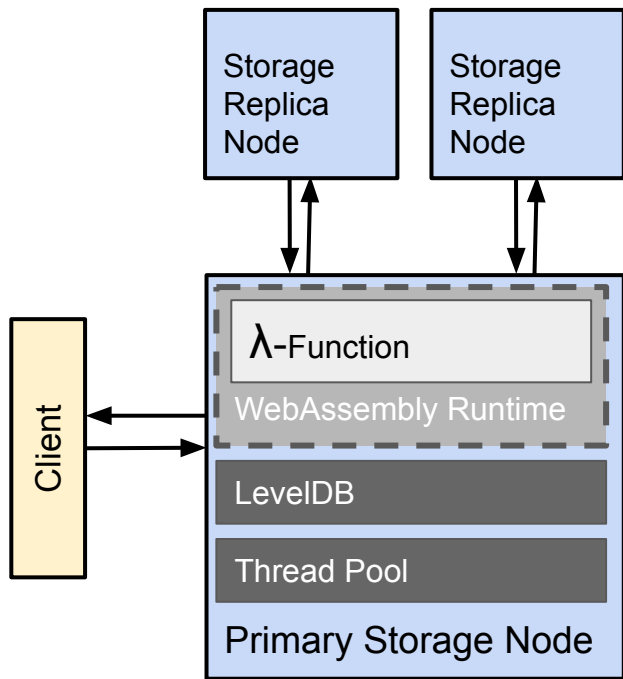 Storage
Replica
Node
Storage
Replica
Node
λ-Function
WebAssembly Runtime
Client
LevelDB
Thread Pool
Primary Storage Node